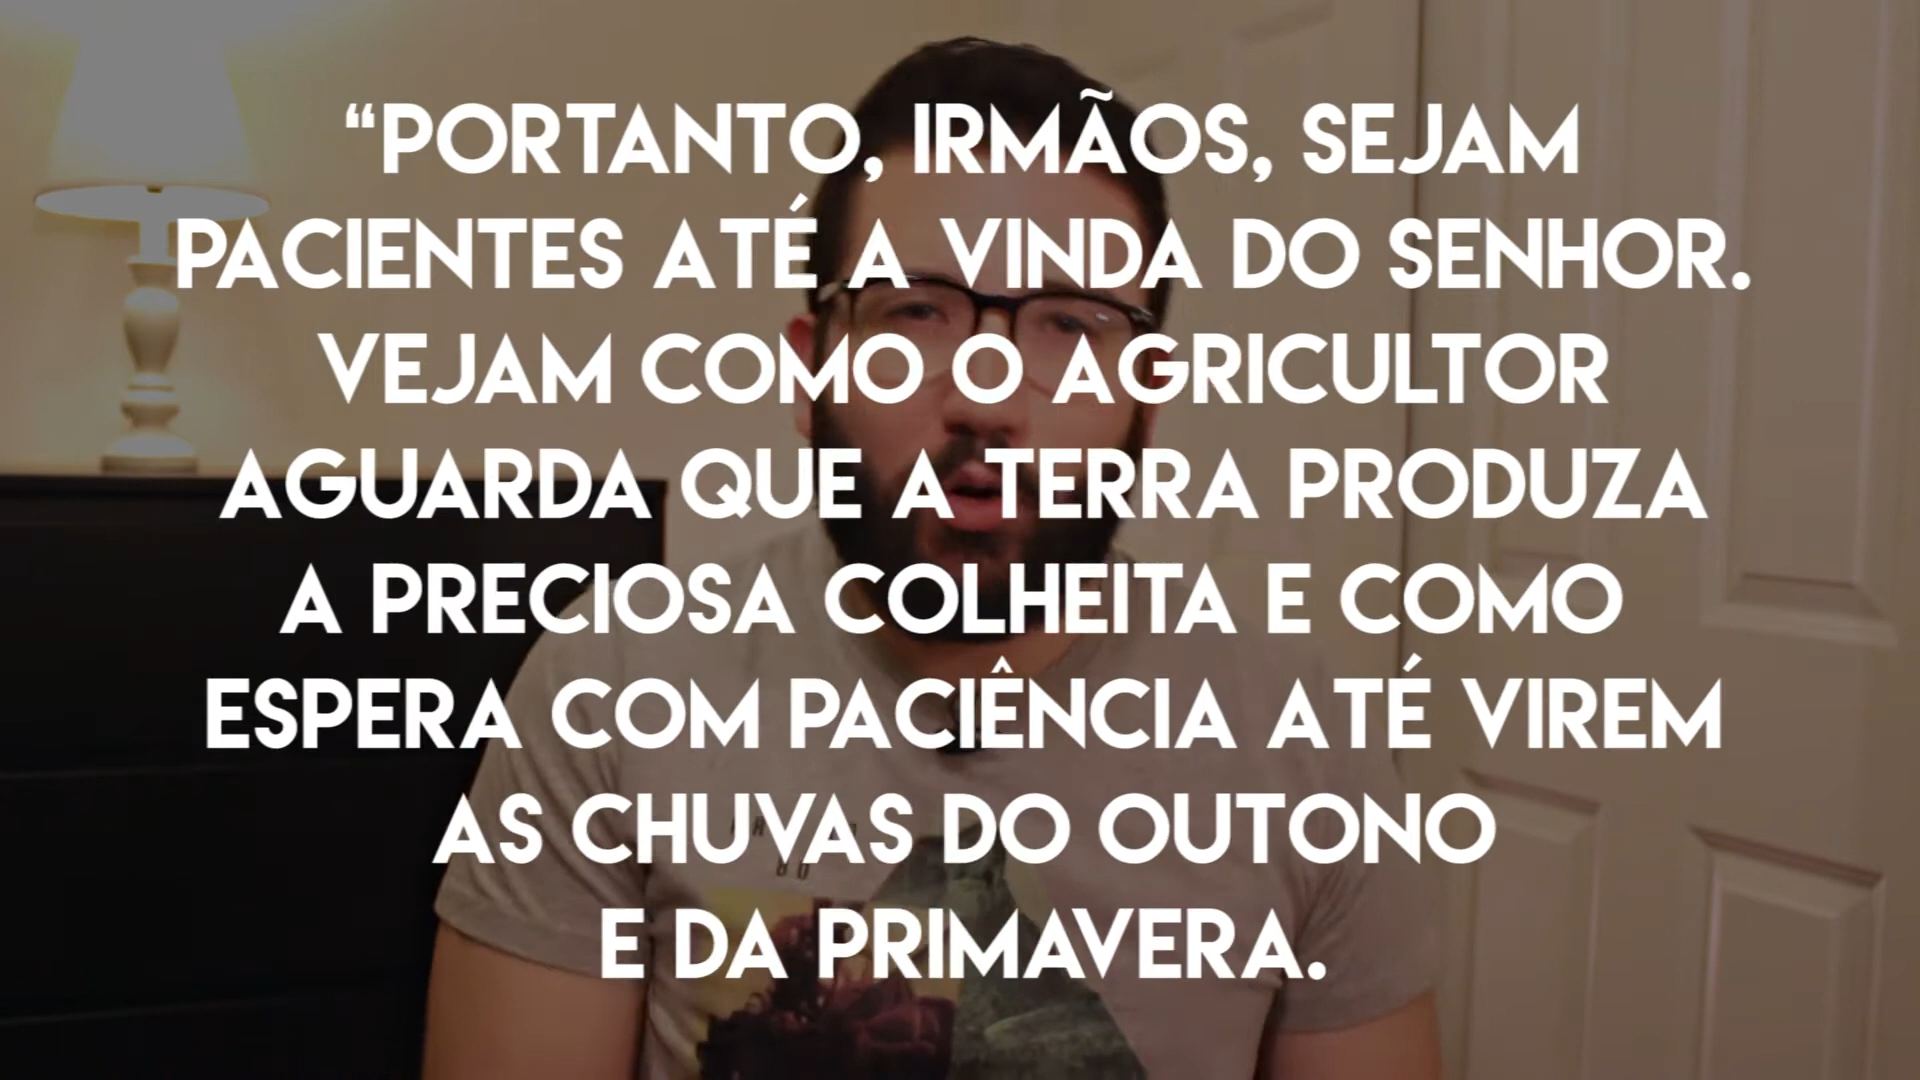 “PORTANTO, IRMÃOS, SEJAM
PACIENTES ATÉ A VINDA DO SENHOR.
VEJAM COMO O AGRICULTOR
AGUARDA QUE A TERRA PRODUZA
A PRECIOSA COLHEITA E COMO
ESPERA COM PACIÊNCIA ATÉ VIREM
AS CHUVAS DO OUTONO
E DA PRIMAVERA.